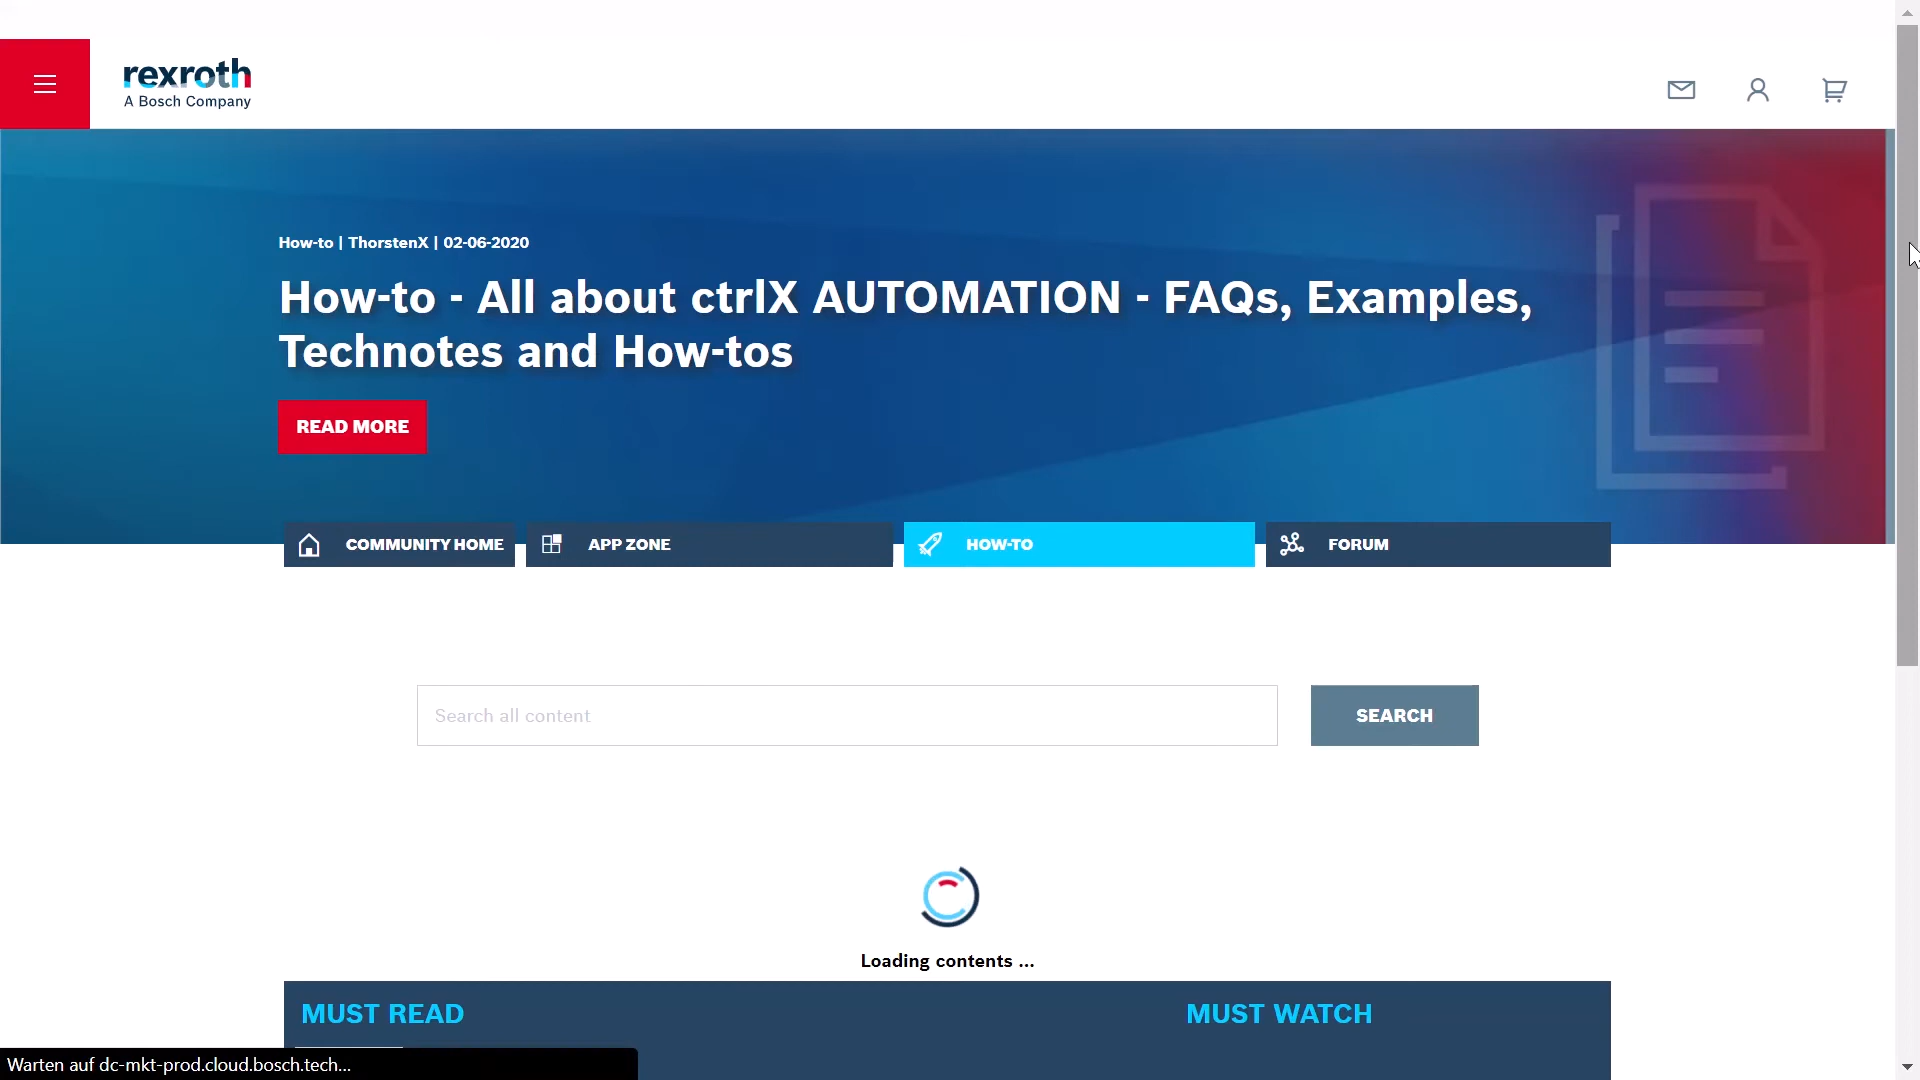 rexroth
A Bosch Company
How-to | ThorstenX | 02-06-2020
How-to - All about ctrlX AUTOMATION - FAQs, Examples,
Technotes and How-tos
READ MORE
COMMUNITY HOME
APP ZONE
HOW-TO
FORUM
Search all content
SEARCH
Loading contents ...
MUST READ
MUST WATCH
Warten auf dc-mkt-prod.cloud.bosch.tech...